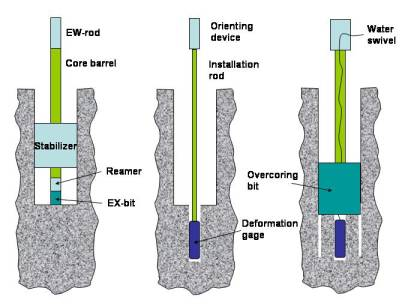 EW-rod
Core barrel
Stabilizer
Reamer
EX-bit
Orienting
device
Installation
rod
Deformation
gage
Water
swivel
Overcoring
bit